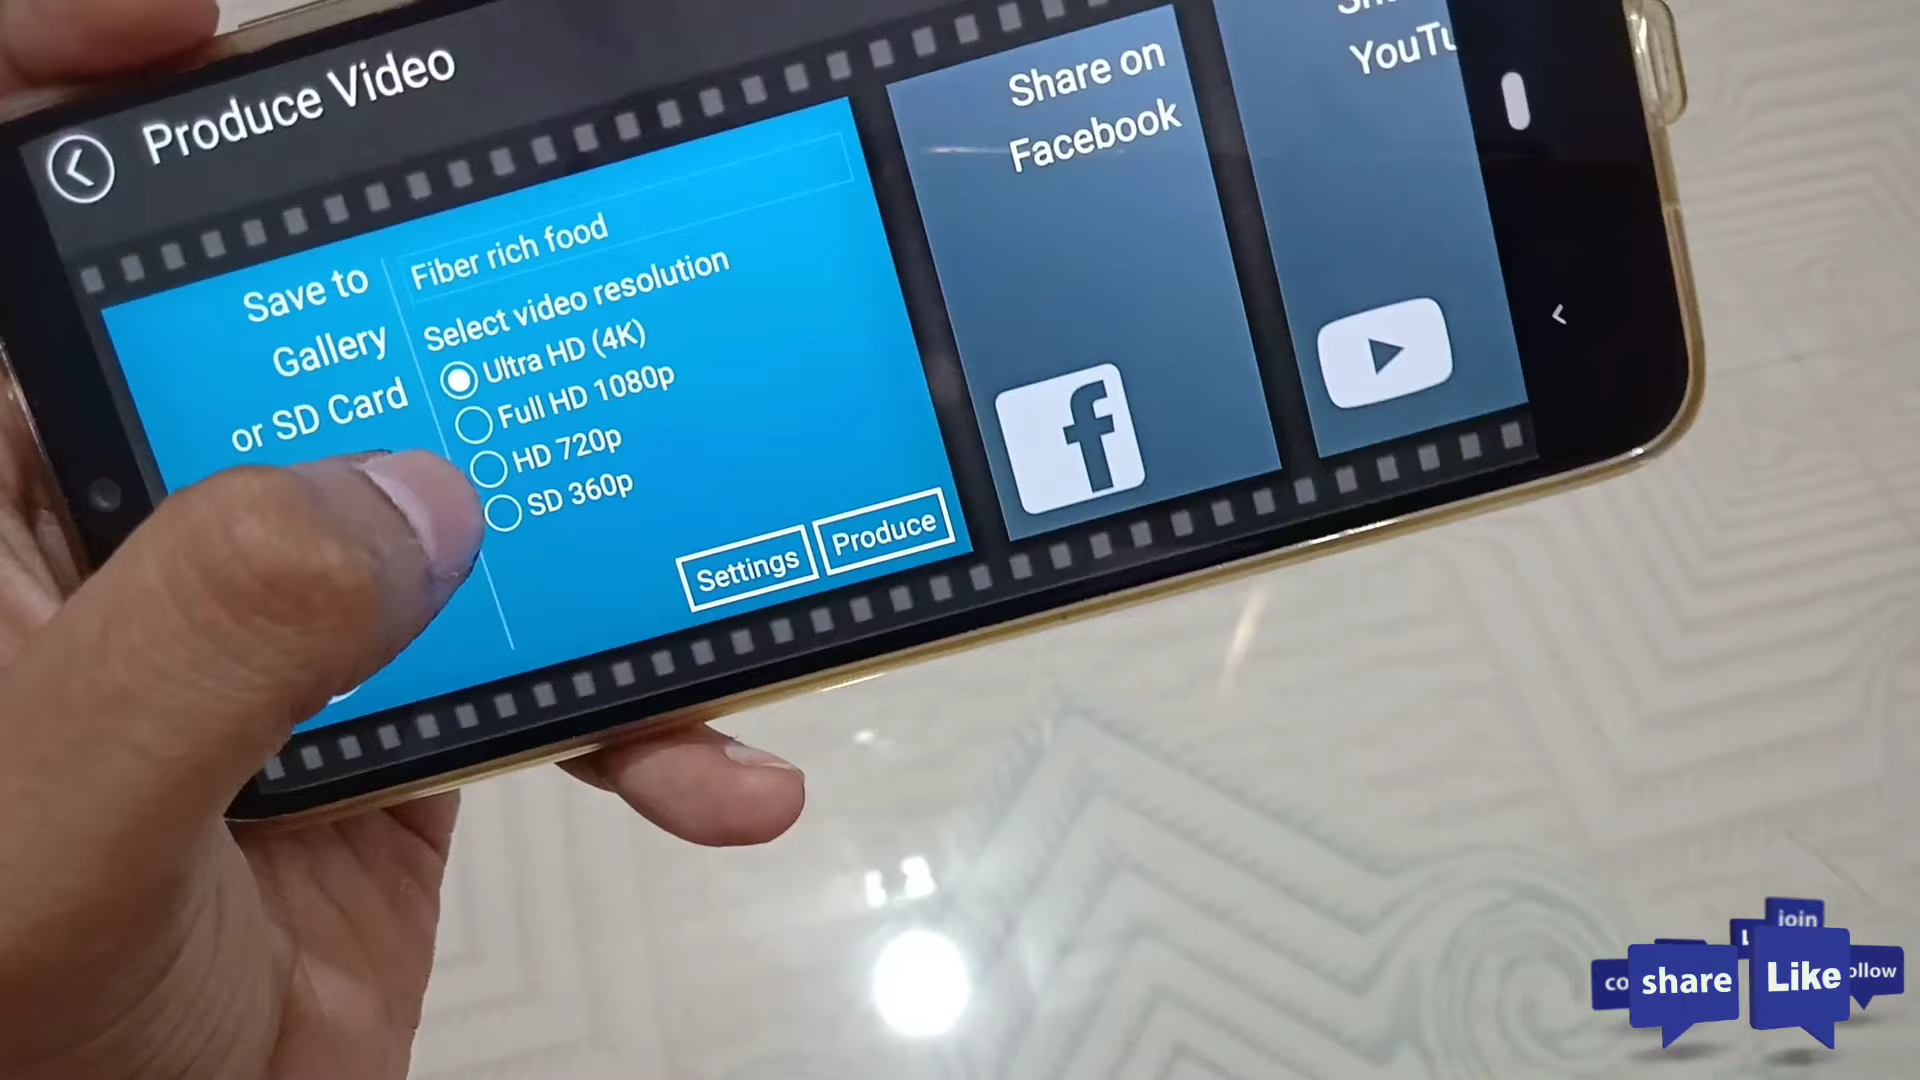 Produce Video
Save to
Gallery
or SD Card
Fiber rich food
Select video resolution
Ultra HD (4K)
Full HD 1080p
HD 720p
SD 360p
Settings
Produce
Share on
Facebook
join
share
Like